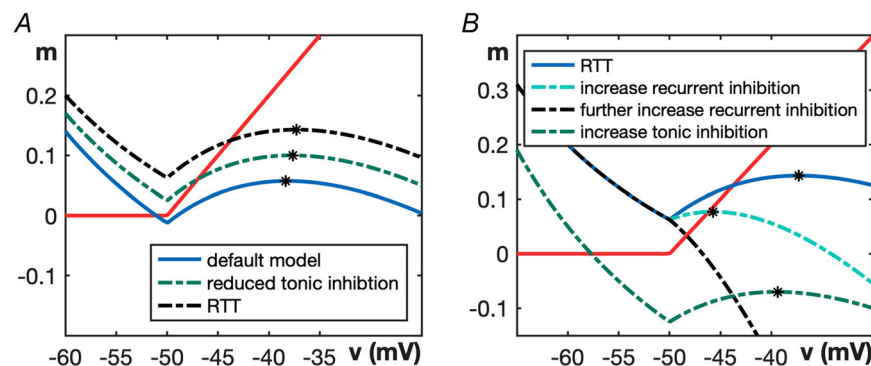 A
m
0.2
0.1
0
-0.1
default model
reduced tonic inhibtion
RTT
-60 -55 -50 -45 -40 -35
v (mV)
B
m
0.3
0.2
0.1
0
-0.1
RTT
increase recurrent inhibition
further increase recurrent inhibition
increase tonic inhibition
-60 -50 -40
v (mV)